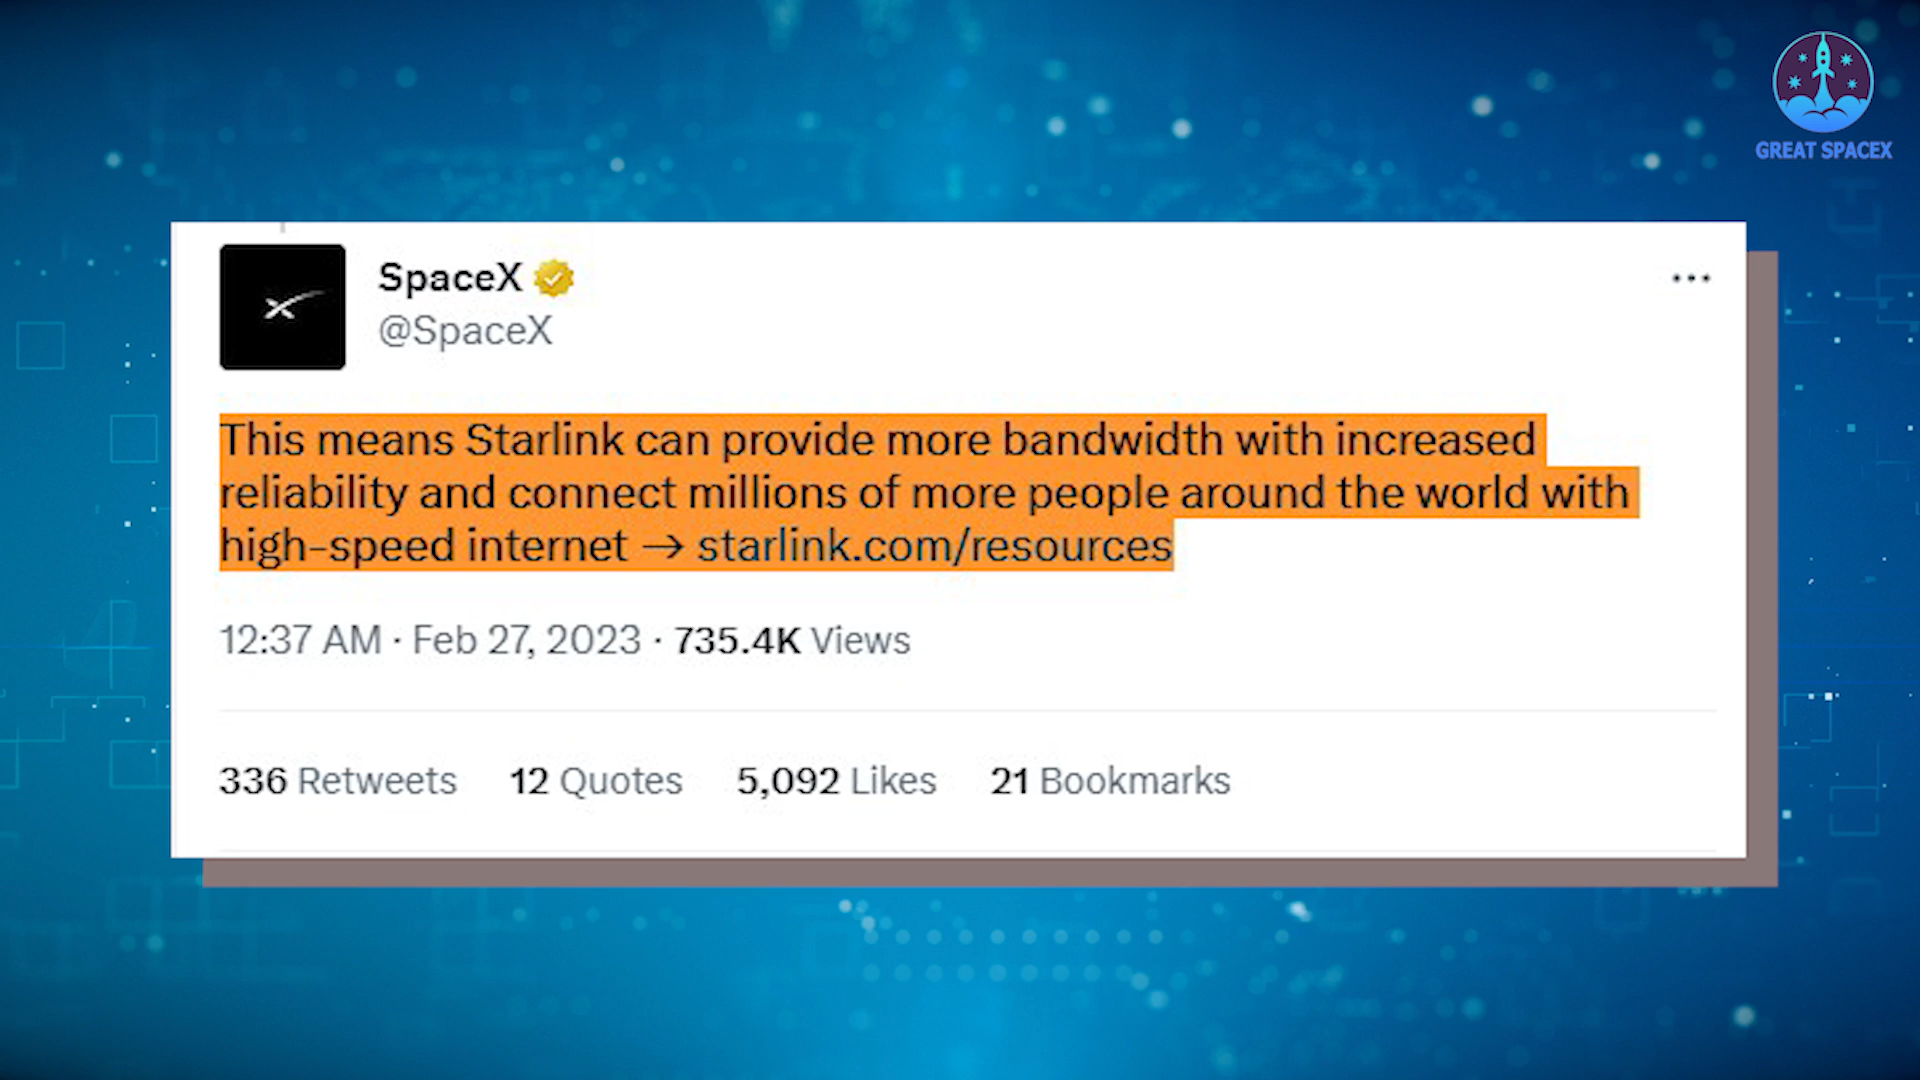 GREAT SPACEX
SpaceX
@SpaceX
This means Starlink can provide more bandwidth with increased
reliability and connect millions of more people around the world with
high-speed internet → starlink.com/resources
12:37 AM · Feb 27, 2023 · 735.4K Views
336 Retweets 12 Quotes 5,092 Likes 21 Bookmarks